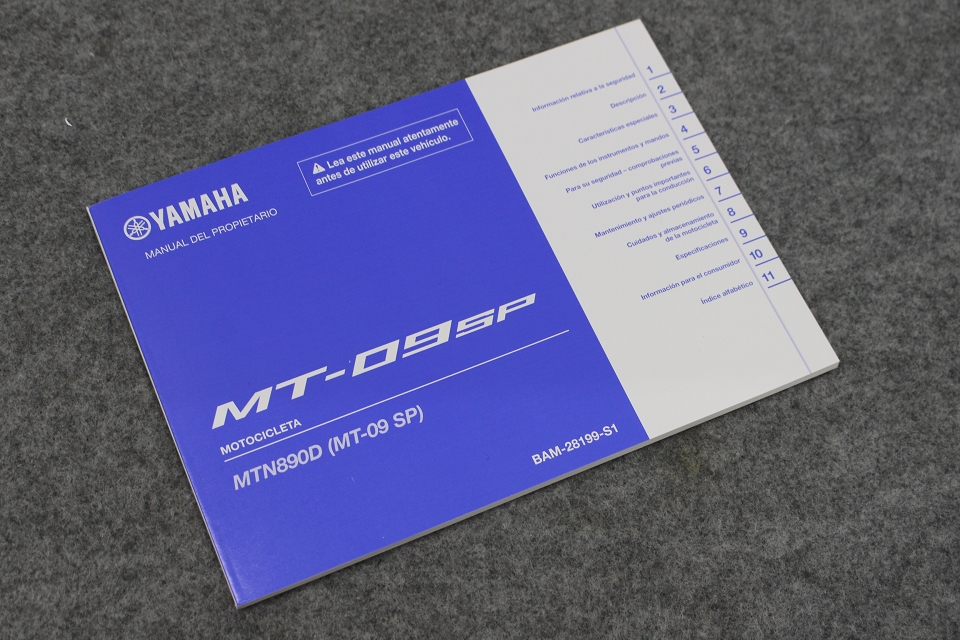 YAMAHA
MANUAL DEL PROPIETARIO
Lea este manual atentamente
antes de utilizar este vehículo.
MT-09SP
MOTOCICLETA
MTN890D (MT-09 SP)
BAM-28199-S1
Información relativa a la seguridad 1
Descripción 2
Características especiales 3
Funciones de los instrumentos y mandos 4
Para su seguridad – comprobaciones
previas 5
Utilización y puntos importantes
para la conducción 6
Mantenimiento y ajustes periódicos 7
Cuidados y almacenamiento
de la motocicleta 8
Especificaciones 9
Información para el consumidor 10
Índice alfabético 11